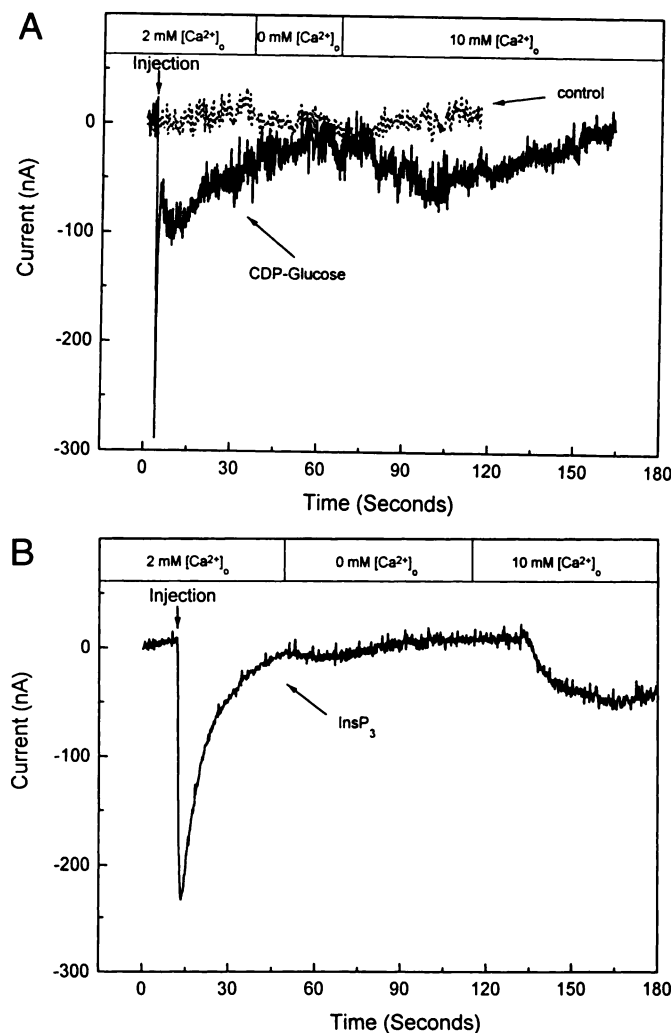 A
2 mM [Ca²⁺]ₒ 0 mM [Ca²⁺]ₒ 10 mM [Ca²⁺]ₒ
Injection
control
CDP-Glucose
0
-100
-200
-300
Current (nA)
0 30 60 90 120 150 180
Time (Seconds)
B
2 mM [Ca²⁺]ₒ 0 mM [Ca²⁺]ₒ 10 mM [Ca²⁺]ₒ
Injection
InsP₃
0
-100
-200
-300
Current (nA)
0 30 60 90 120 150 180
Time (Seconds)